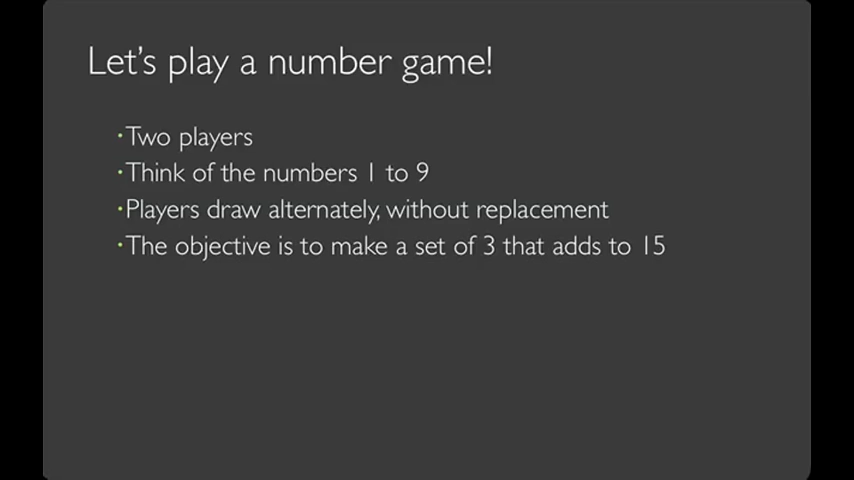 Let's play a number game!
·Two players
·Think of the numbers 1 to 9
·Players draw alternately, without replacement
·The objective is to make a set of 3 that adds to 15